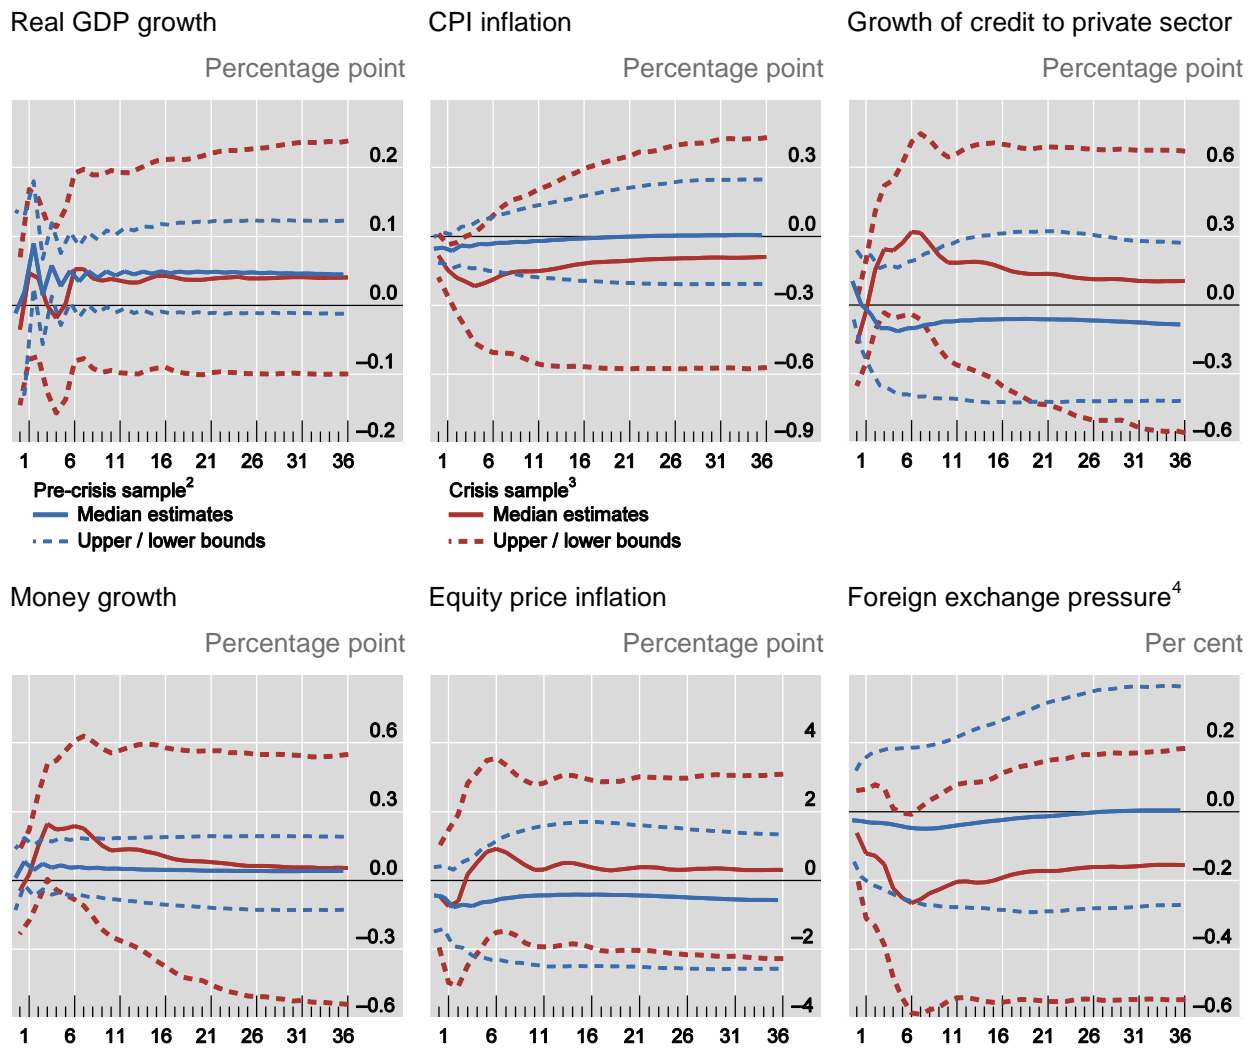 Real GDP growth
Percentage point
0.2
0.1
0.0
–0.1
–0.2
1 6 11 16 21 26 31 36
CPI inflation
Percentage point
0.3
0.0
–0.3
–0.6
–0.9
1 6 11 16 21 26 31 36
Growth of credit to private sector
Percentage point
0.6
0.3
0.0
–0.3
–0.6
1 6 11 16 21 26 31 36
Pre-crisis sample²
Median estimates
Upper / lower bounds
Crisis sample³
Median estimates
Upper / lower bounds
Money growth
Percentage point
0.6
0.3
0.0
–0.3
–0.6
1 6 11 16 21 26 31 36
Equity price inflation
Percentage point
4
2
0
–2
–4
1 6 11 16 21 26 31 36
Foreign exchange pressure⁴
Per cent
0.2
0.0
–0.2
–0.4
–0.6
1 6 11 16 21 26 31 36